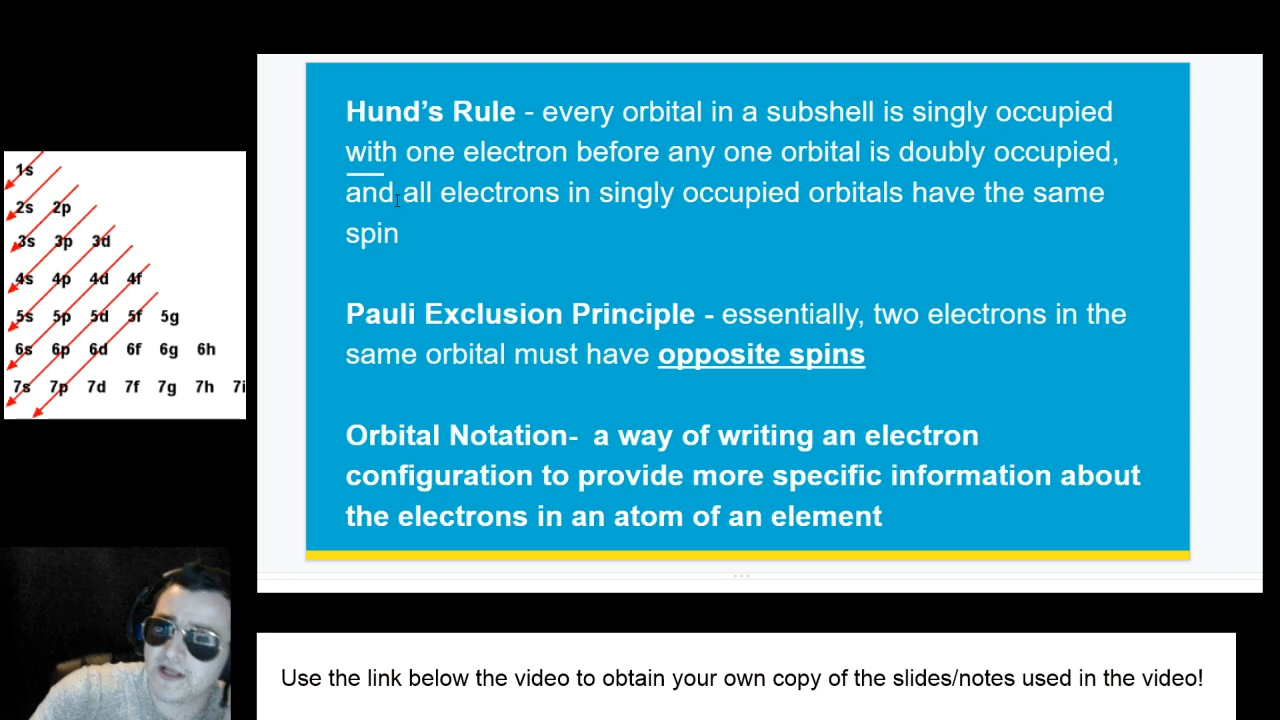 1s
2s 2p
3s 3p 3d
4s 4p 4d 4f
5s 5p 5d 5f 5g
6s 6p 6d 6f 6g 6h
7s 7p 7d 7f 7g 7h 7i
Hund’s Rule - every orbital in a subshell is singly occupied
with one electron before any one orbital is doubly occupied,
and all electrons in singly occupied orbitals have the same
spin
Pauli Exclusion Principle - essentially, two electrons in the
same orbital must have opposite spins
Orbital Notation- a way of writing an electron
configuration to provide more specific information about
the electrons in an atom of an element
Use the link below the video to obtain your own copy of the slides/notes used in the video!